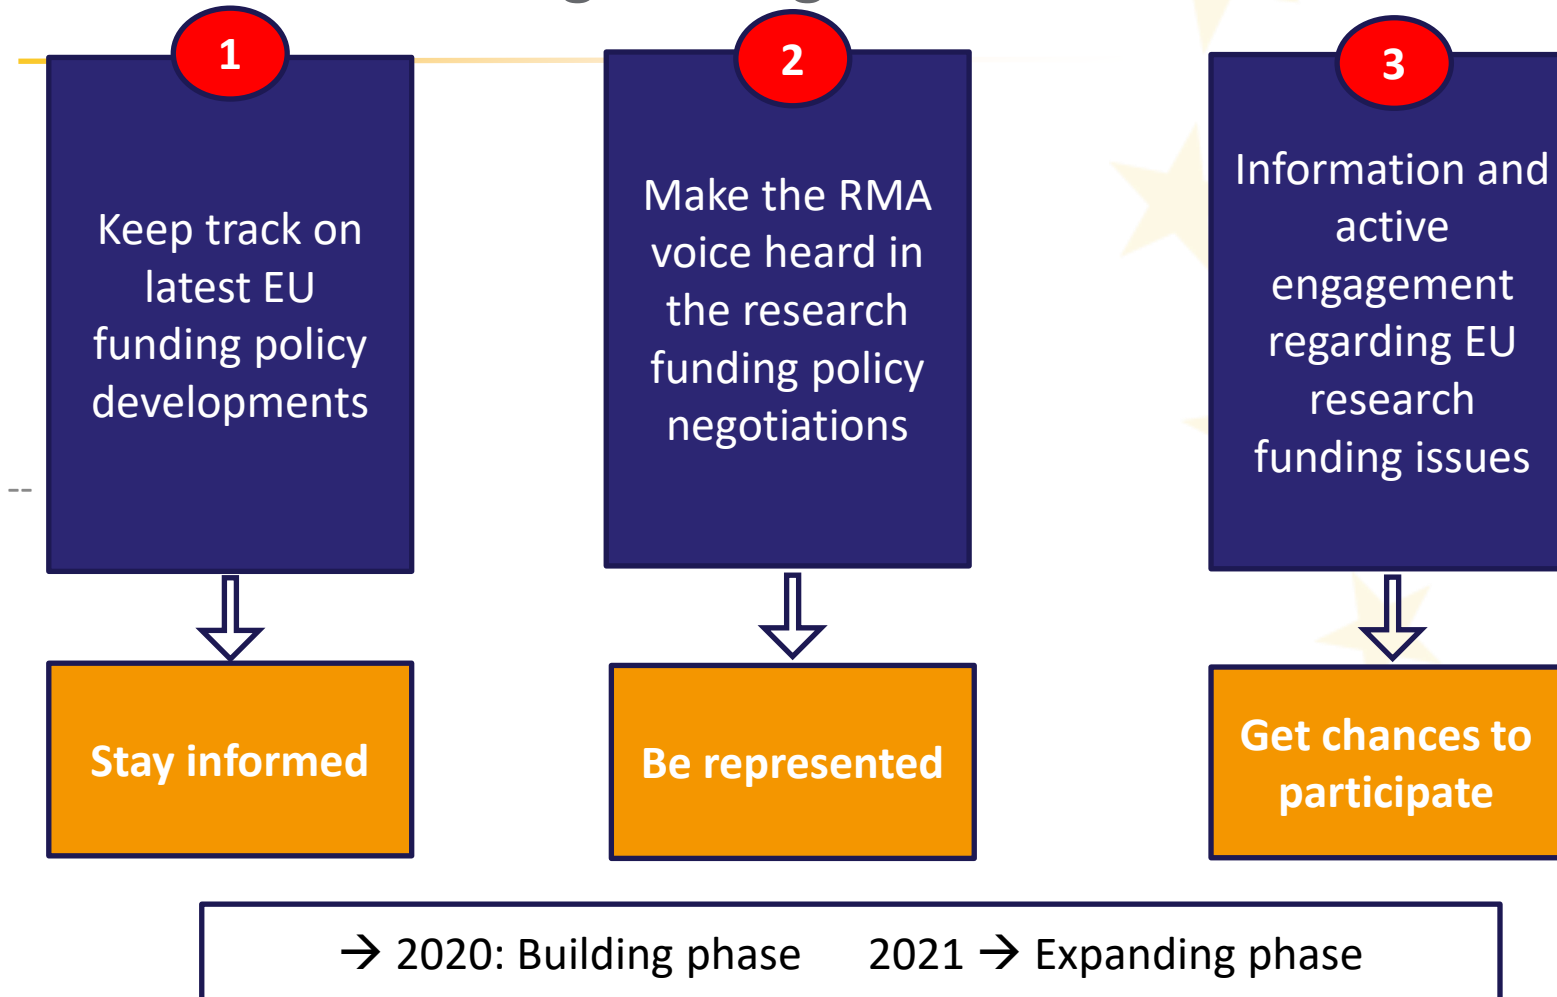 1
Keep track on
latest EU
funding policy
developments
Stay informed
2
Make the RMA
voice heard in
the research
funding policy
negotiations
Be represented
3
Information and
active
engagement
regarding EU
research
funding issues
Get chances to
participate
--
→ 2020: Building phase 2021 → Expanding phase